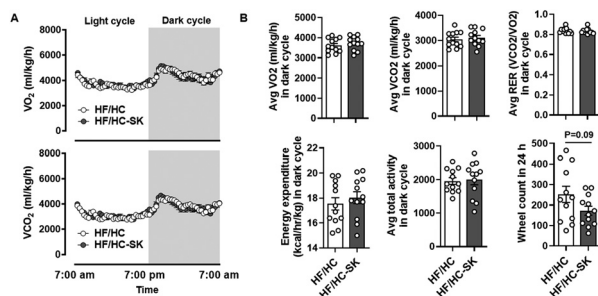 A
Light cycle Dark cycle
VO2 (ml/kg/h)
8000
6000
4000
2000
0
HF/HC
HF/HC-SK
VCO2 (ml/kg/h)
8000
6000
4000
2000
0
HF/HC
HF/HC-SK
7:00 am 7:00 pm 7:00 am
Time
B
Avg VO2 (ml/kg/h)
in dark cycle
5000
4000
3000
2000
1000
0
Avg VCO2 (ml/kg/h)
in dark cycle
4000
3000
2000
1000
0
Avg RER (VCO2/VO2)
in dark cycle
1.0
0.8
0.6
0.4
0.2
0.0
Energy expenditure
(kcal/hr/kg) in dark cycle
22
20
18
16
14
HF/HC
HF/HC-SK
Avg total activity
in dark cycle
4000
3000
2000
1000
0
HF/HC
HF/HC-SK
Wheel count in 24 h
P=0.09
500
400
300
200
100
0
HF/HC
HF/HC-SK